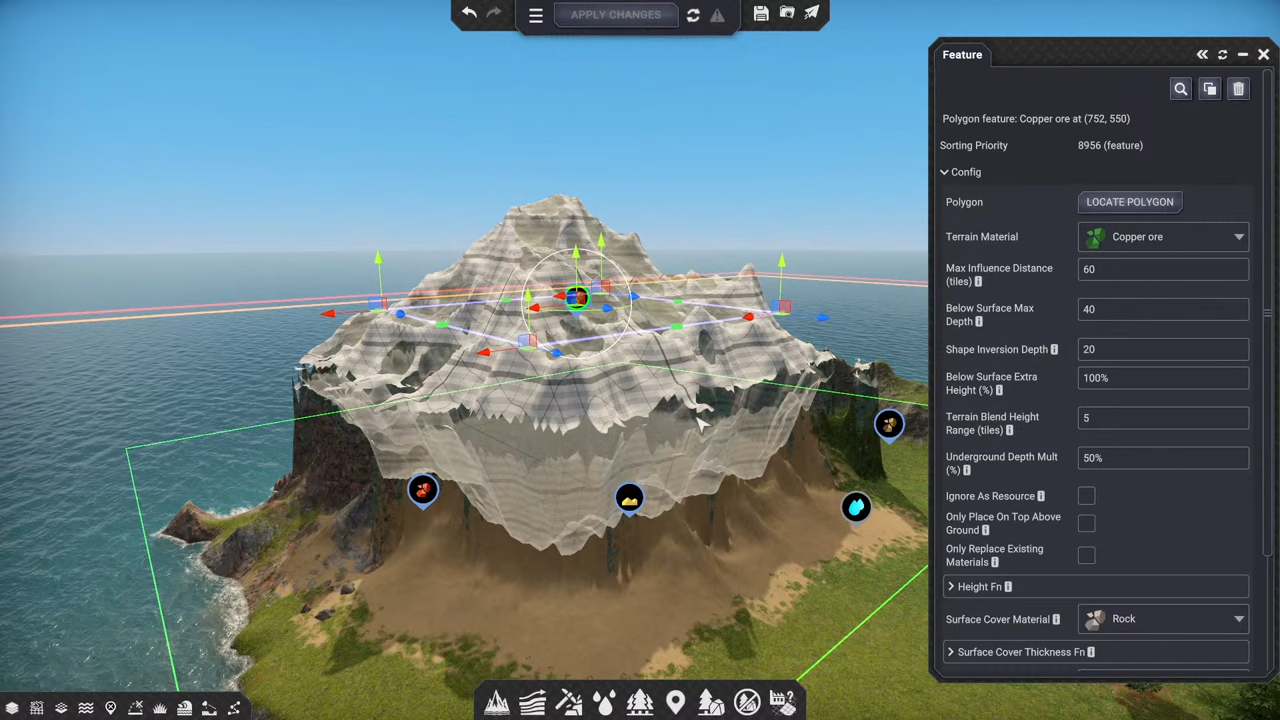 APPLY CHANGES
Feature
Polygon feature: Copper ore at (752, 550)
Sorting Priority 8956 (feature)
Config
Polygon LOCATE POLYGON
Terrain Material Copper ore
Max Influence Distance
(tiles) 60
Below Surface Max
Depth 40
Shape Inversion Depth 20
Below Surface Extra
Height (%) 100%
Terrain Blend Height
Range (tiles) 5
Underground Depth Mult
(%) 50%
Ignore As Resource
Only Place On Top Above
Ground
Only Replace Existing
Materials
Height Fn
Surface Cover Material Rock
Surface Cover Thickness Fn